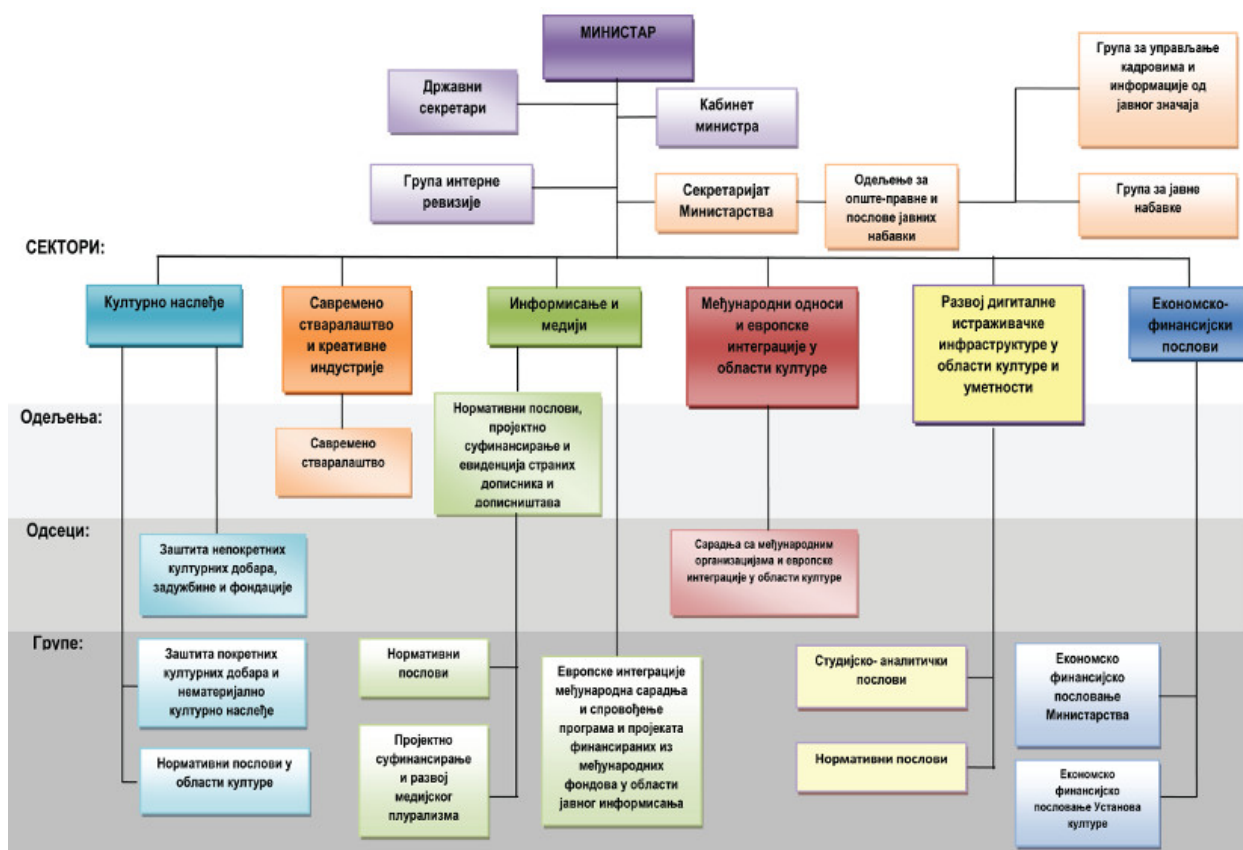 МИНИСТАР
Државни
секретари
Кабинет
министра
Група за управљање
кадровима и
информације од
јавног значаја
Група интерне
ревизије
Секретаријат
Министарства
Одељење за
опште-правне и
послове јавних
набавки
Група за јавне
набавке
СЕКТОРИ:
Културно наслеђе
Савремено
стваралаштво
и креативне
индустрије
Информисање и
медији
Међународни односи
и европске
интеграције у
области културе
Развој дигиталне
истраживачке
инфраструктуре у
области културе и
уметности
Економско-
финансијски
послови
Одељења:
Савремено
стваралаштво
Нормативни послови,
пројектно
суфинансирање и
евиденција страних
дописника и
дописништава
Одсеци:
Заштита непокретних
културних добара,
задужбине и фондације
Сарадња са међународним
организацијама и европске
интеграције у области културе
Групе:
Заштита покретних
културних добара и
нематеријално
културно наслеђе
Нормативни послови у
области културе
Нормативни
послови
Пројектно
суфинансирање
и развој
медијског
плурализма
Европске интеграције
међународна сарадња
и спровођење
програма и пројеката
финансираних из
међународних
фондова у области
јавног информисања
Студијско- аналитички
послови
Нормативни послови
Економско
финансијско
пословање
Министарства
Економско
финансијско
пословање Установа
културе